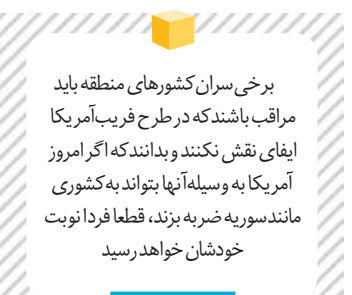 برخی سران کشورهای منطقه باید
مراقب باشند که در طرح فریب آمریکا
ایفای نقش نکنند و بدانند که اگر امروز
آمریکا به وسیله آنها بتواند به کشوری
مانند سوریه ضربه بزند، قطعا فردا نوبت
خودشان خواهد رسید